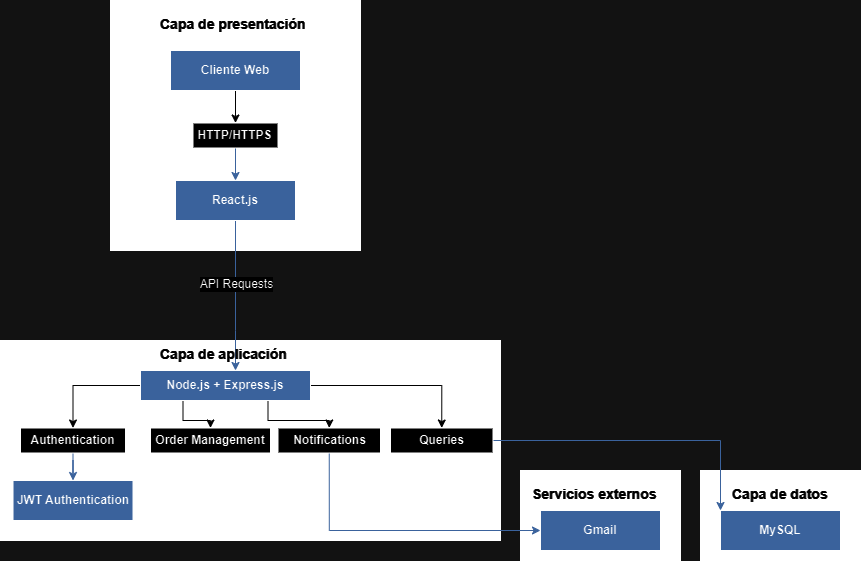 Capa de presentación
Cliente Web
HTTP/HTTPS
React.js
API Requests
Capa de aplicación
Node.js + Express.js
Authentication
Order Management
Notifications
Queries
JWT Authentication
Servicios externos
Gmail
Capa de datos
MySQL